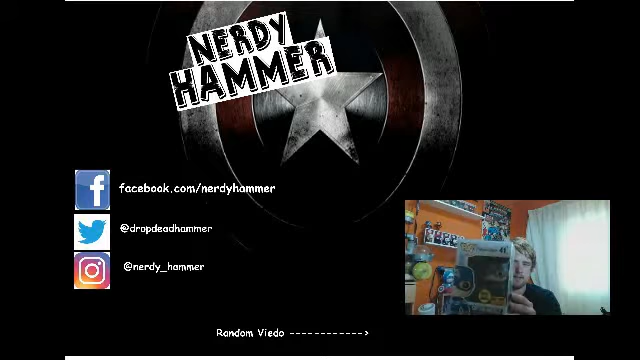 NERDY
HAMMER
facebook.com/nerdyhammer
@dropdeadhammer
@nerdy_hammer
Random Viedo ------------>